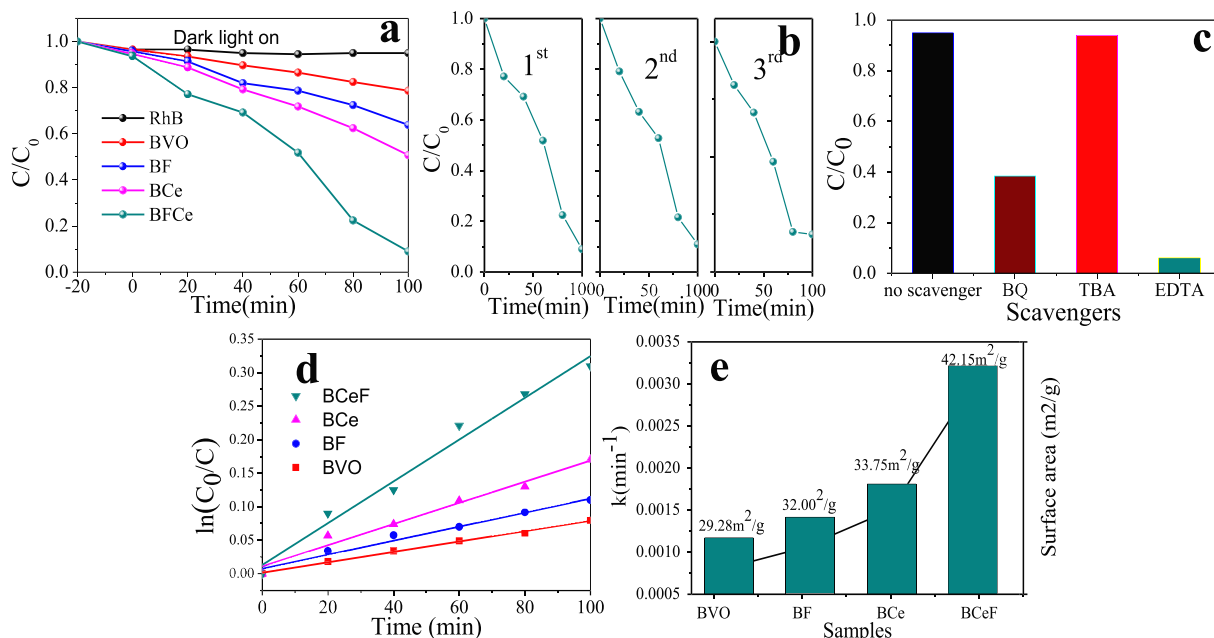 a
Dark light on
1.0
0.8
0.6
0.4
0.2
0.0
C/C0
RhB
BVO
BF
BCe
BFCe
-20 0 20 40 60 80 100
Time(min)
b
1st
2nd
3rd
1.0
0.8
0.6
0.4
0.2
0.0
C/C0
0 50 100
0 50 100
0 50 100
Time(min)
Time(min)
Time(min)
c
1.0
0.8
0.6
0.4
0.2
0.0
C/C0
no scavenger BQ TBA EDTA
Scavengers
d
0.35
0.30
0.25
0.20
0.15
0.10
0.05
0.00
ln(C0/C)
BCeF
BCe
BF
BVO
0 20 40 60 80 100
Time (min)
e
0.0035
0.0030
0.0025
0.0020
0.0015
0.0010
0.0005
k(min-1)
29.28m2/g
32.00m2/g
33.75m2/g
42.15m2/g
Surface area (m2/g)
BVO BF BCe BCeF
Samples